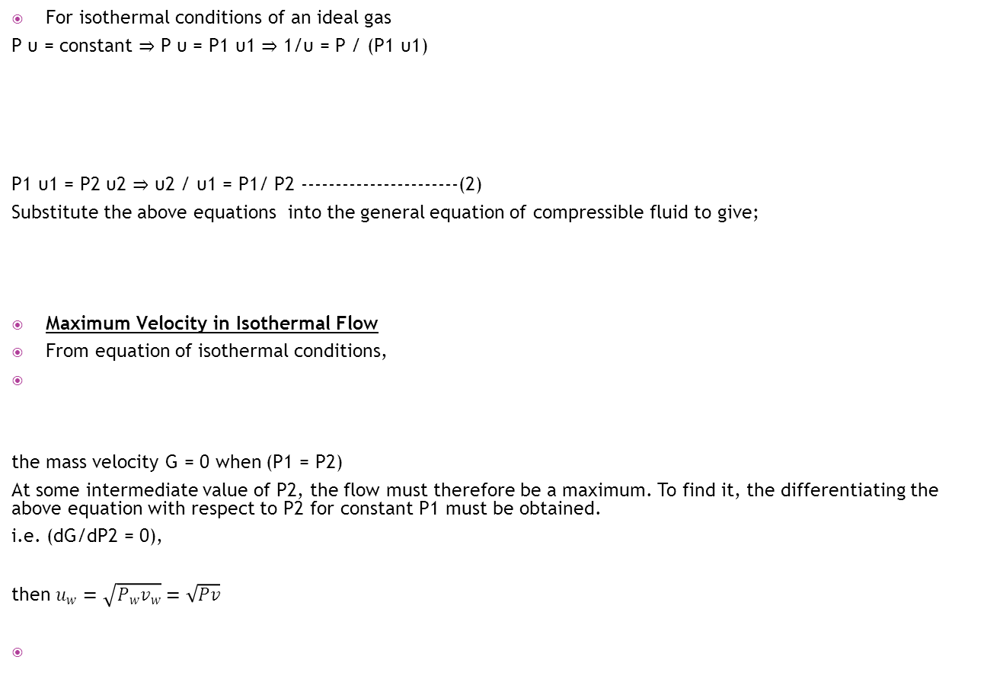 For isothermal conditions of an ideal gas
P υ = constant ⇒ P υ = P1 υ1 ⇒ 1/υ = P / (P1 υ1)
P1 υ1 = P2 υ2 ⇒ υ2 / υ1 = P1/ P2 -----------------------(2)
Substitute the above equations into the general equation of compressible fluid to give;
Maximum Velocity in Isothermal Flow
From equation of isothermal conditions,
the mass velocity G = 0 when (P1 = P2)
At some intermediate value of P2, the flow must therefore be a maximum. To find it, the differentiating the
above equation with respect to P2 for constant P1 must be obtained.
i.e. (dG/dP2 = 0),
then u_w = √(P_w v_w) = √(Pv)